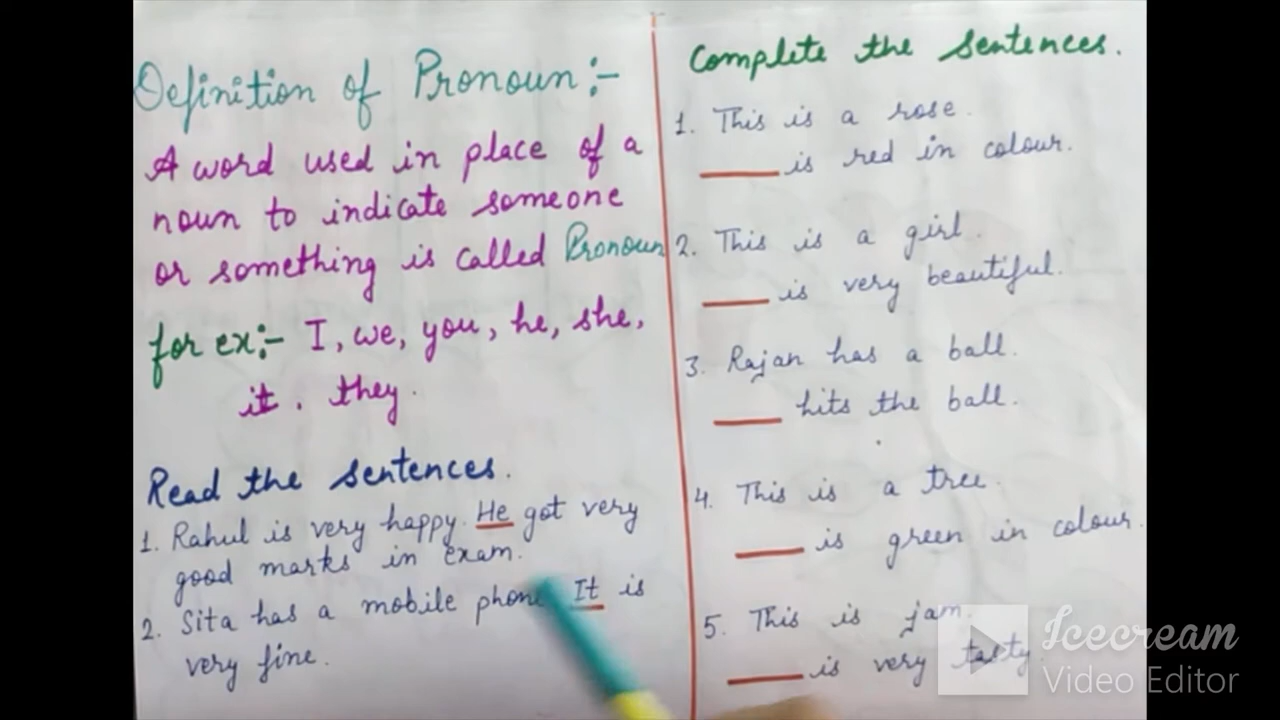 Definition of Pronoun:-
A word used in place of a
noun to indicate someone
or something is called Pronoun
for ex:- I, we, you, he, she,
it, they.
Read the sentences.
1. Rahul is very happy. He got very
good marks in exam.
2. Sita has a mobile phone It is
very fine.
Complete the sentences.
1. This is a rose.
____ is red in colour.
2. This is a girl.
____ is very beautiful.
3. Rajan has a ball.
____ hits the ball.
4. This is a tree.
____ is green in colour.
5. This is jam.
____ is very tasty.
Icecream
Video Editor